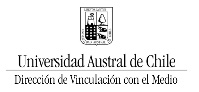 Universidad Austral de Chile
Dirección de Vinculación con el Medio